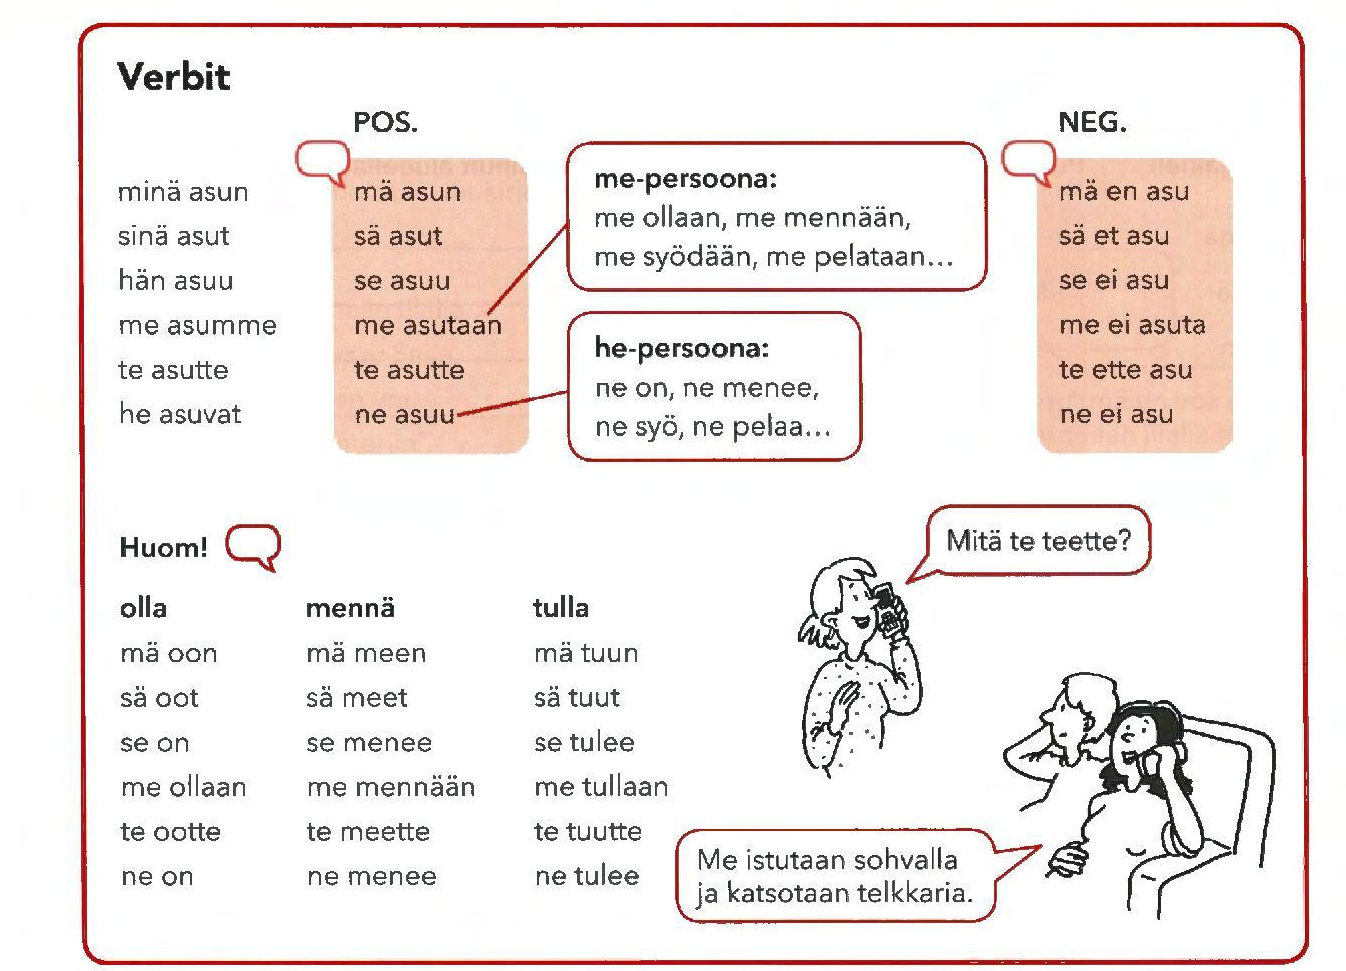 Verbit
POS.
NEG.
minä asun
sinä asut
hän asuu
me asumme
te asutte
he asuvat
mä asun
sä asut
se asuu
me asutaan
te asutte
ne asuu
me-persoona:
me ollaan, me mennään,
me syödään, me pelataan...
he-persoona:
ne on, ne menee,
ne syö, ne pelaa...
mä en asu
sä et asu
se ei asu
me ei asuta
te ette asu
ne ei asu
Huom!
olla
mä oon
sä oot
se on
me ollaan
te ootte
ne on
mennä
mä meen
sä meet
se menee
me mennään
te meette
ne menee
tulla
mä tuun
sä tuut
se tulee
me tullaan
te tuutte
ne tulee
Mitä te teette?
Me istutaan sohvalla
ja katsotaan telkkaria.